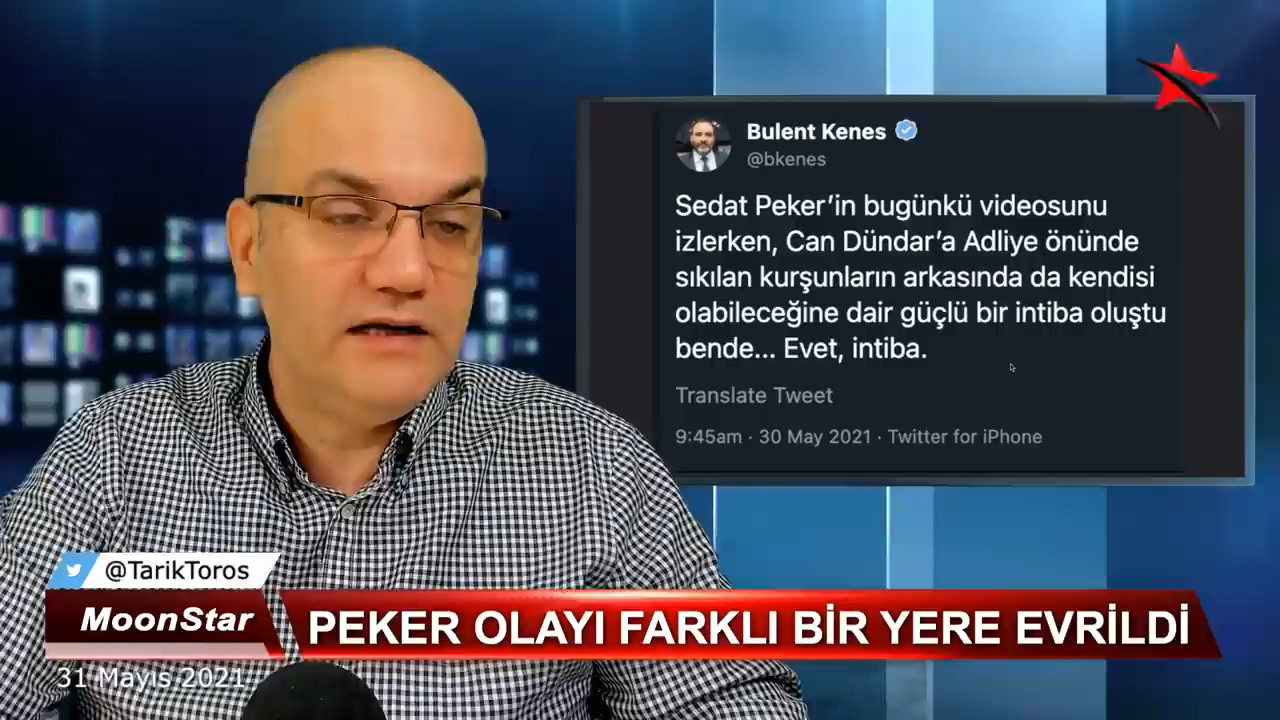 Bulent Kenes
@bkenes
Sedat Peker'in bugünkü videosunu
izlerken, Can Dündar'a Adliye önünde
sıkılan kurşunların arkasında da kendisi
olabileceğine dair güçlü bir intiba oluştu
bende... Evet, intiba.
Translate Tweet
9:45am · 30 May 2021 · Twitter for iPhone
@TarikToros
MoonStar
PEKER OLAYI FARKLI BİR YERE EVRİLDİ
31 Mayıs 2021